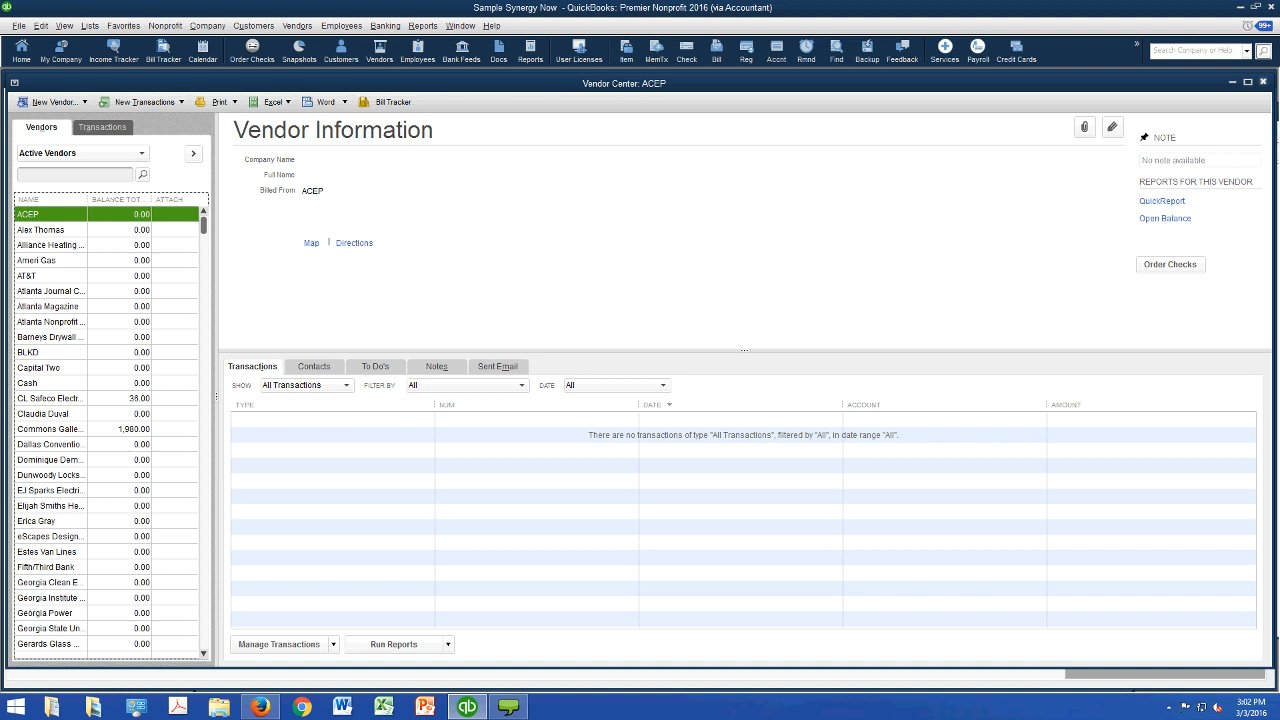 Sample Synergy Now - QuickBooks: Premier Nonprofit 2016 (via Accountant)
File Edit View Lists Favorites Nonprofit Company Customers Vendors Employees Banking Reports Window Help 99+
Home My Company Income Tracker Bill Tracker Calendar Order Checks Snapshots Customers Vendors Employees Bank Feeds Docs Reports User Licenses Item MemTx Check Bill Reg Accnt Rmnd Find Backup Feedback Services Payroll Credit Cards » Search Company or Help
Vendor Center: ACEP
New Vendor... New Transactions Print Excel Word Bill Tracker
Vendors Transactions
Active Vendors
NAME BALANCE TOT... ATTACH
ACEP 0.00
Alex Thomas 0.00
Alliance Heating ... 0.00
Ameri Gas 0.00
AT&T 0.00
Atlanta Journal C... 0.00
Atlanta Magazine 0.00
Atlanta Nonprofit ... 0.00
Barneys Drywall ... 0.00
BLKD 0.00
Capital Two 0.00
Cash 0.00
CL Safeco Electr... 36.00
Claudia Duval 0.00
Commons Galle... 1,980.00
Dallas Conventio... 0.00
Dominique Dem... 0.00
Dunwoody Locks... 0.00
EJ Sparks Electri... 0.00
Elijah Smiths He... 0.00
Erica Gray 0.00
eScapes Design... 0.00
Estes Van Lines 0.00
Fifth/Third Bank 0.00
Georgia Clean E... 0.00
Georgia Institute ... 0.00
Georgia Power 0.00
Georgia State Un... 0.00
Gerards Glass ... 0.00
Vendor Information
Company Name
Full Name
Billed From ACEP
Map | Directions
NOTE
No note available
REPORTS FOR THIS VENDOR
QuickReport
Open Balance
Order Checks
Transactions Contacts To Do's Notes Sent Email
SHOW All Transactions FILTER BY All DATE All
TYPE NUM DATE ACCOUNT AMOUNT
There are no transactions of type "All Transactions", filtered by "All", in date range "All".
Manage Transactions Run Reports
3:02 PM
3/3/2016